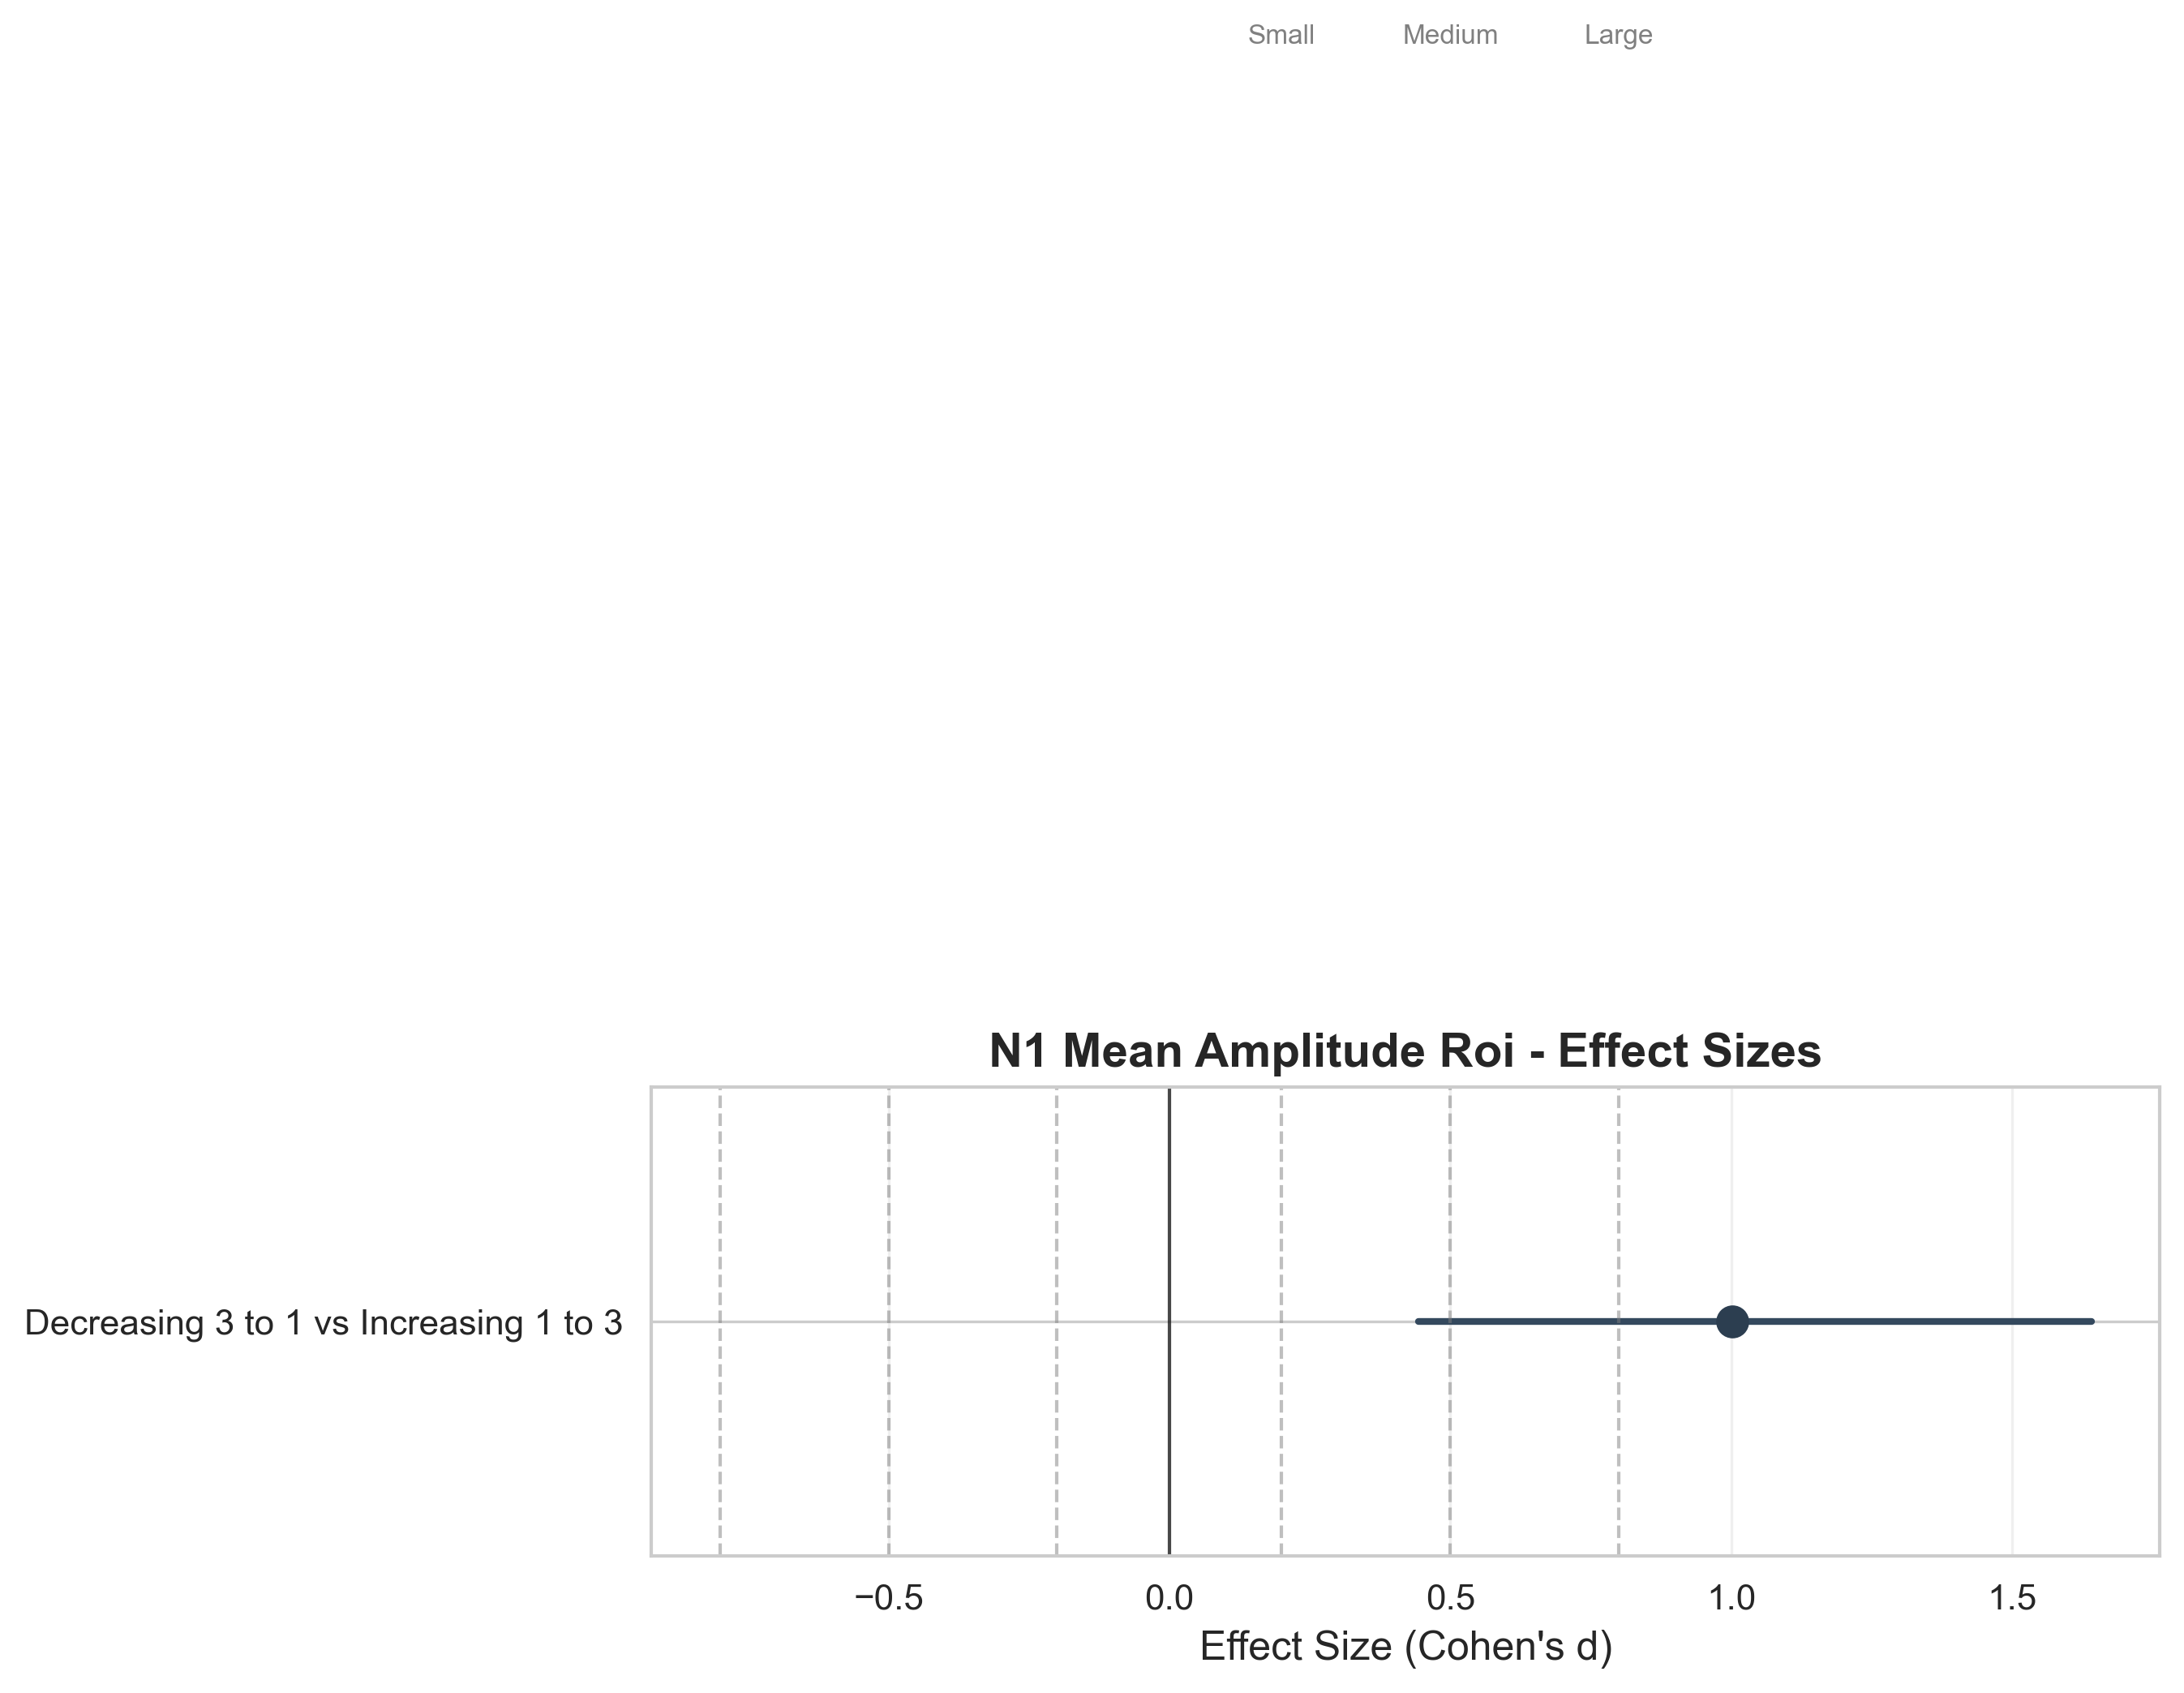 Small Medium Large
N1 Mean Amplitude Roi - Effect Sizes
Decreasing 3 to 1 vs Increasing 1 to 3
−0.5 0.0 0.5 1.0 1.5
Effect Size (Cohen's d)